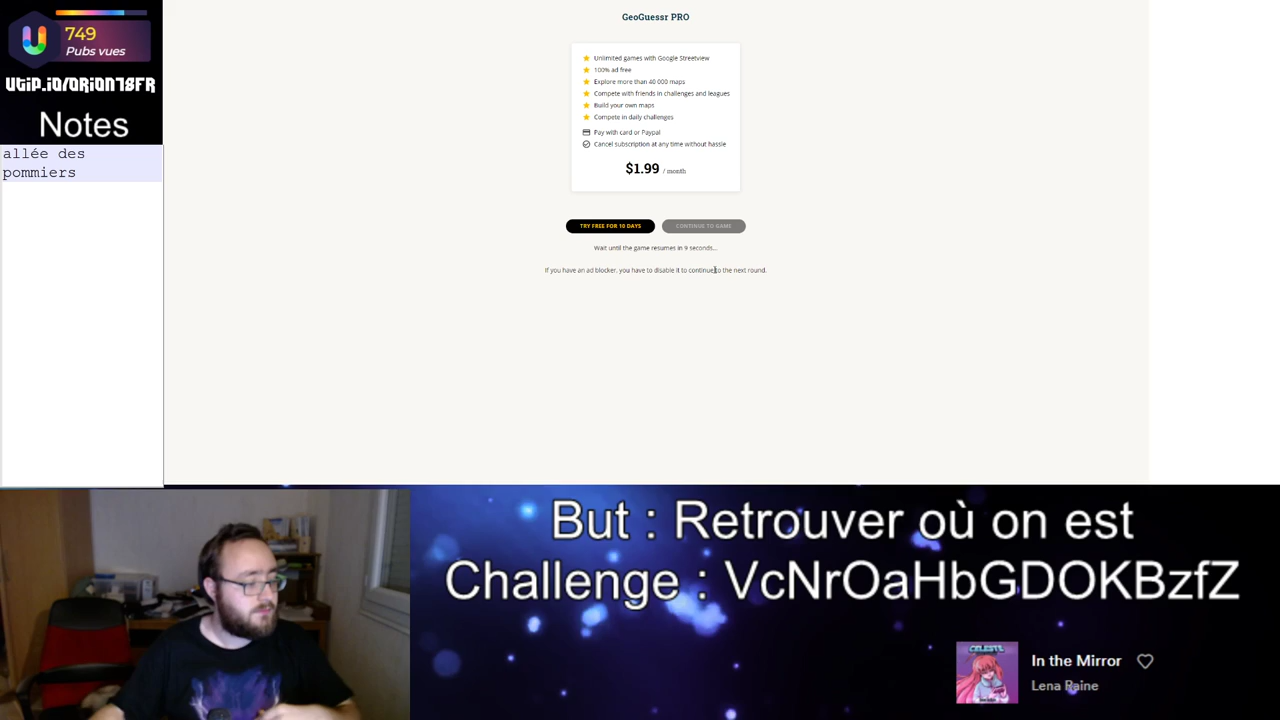 749
Pubs vues
utip.io/orion78fr
Notes
allée des
pommiers
GeoGuessr PRO
Unlimited games with Google Streetview
100% ad free
Explore more than 40 000 maps
Compete with friends in challenges and leagues
Build your own maps
Compete in daily challenges
Pay with card or Paypal
Cancel subscription at any time without hassle
$1.99 / month
TRY FREE FOR 10 DAYS
CONTINUE TO GAME
Wait until the game resumes in 9 seconds...
If you have an ad blocker, you have to disable it to continue to the next round.
But : Retrouver où on est
Challenge : VcNrOaHbGDOKBzfZ
CELESTE
In the Mirror
Lena Raine